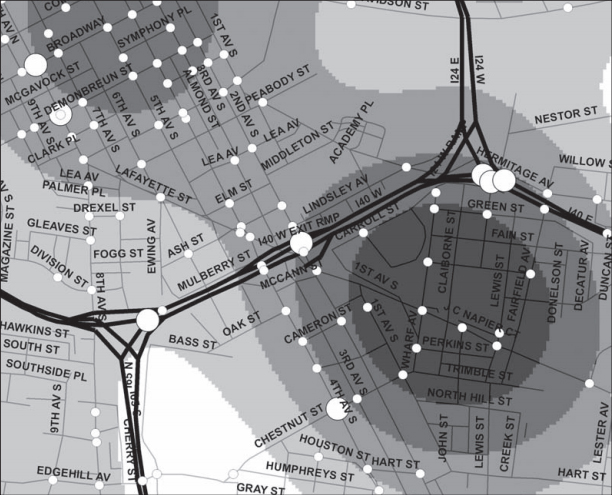 DAVIDSON ST
BROADWAY
SYMPHONY PL
1ST AV S
MCGAVOCK ST
DEMONBREUN ST
3RD AV S
ALMOND ST
2ND AV S
PEABODY ST
I24 E
I24 W
9TH AV S
7TH AV S
6TH AV S
5TH AV S
NESTOR ST
CLARK PL
LEA AV
MIDDLETON ST
ACADEMY PL
LEA AV
HERMITAGE AV
WILLOW S
LEA AV
PALMER PL
LAFAYETTE ST
ELM ST
LINDSLEY AV
I40 W
GREEN ST
I40 E
MAGAZINE ST S
DREXEL ST
GLEAVES ST
FOGG ST
EWING AV
ASH ST
I40 W EXIT RMP
CARROLL ST
CLAIBORNE ST
FAIN ST
DIVISION ST
8TH AV S
MULBERRY ST
MCCANN ST
1ST AV S
LEWIS ST
FAIRFIELD AV
DONELSON ST
DECATUR AV
DUNCAN
HAWKINS ST
SOUTH ST
BASS ST
OAK ST
CAMERON ST
1ST AV S
WHARF AV
J C NAPIER CT
PERKINS ST
SOUTHSIDE PL
3RD AV S
TRIMBLE ST
9TH AV S
CHERRY ST
4TH AV S
NORTH HILL ST
CHESTNUT ST
JOHN ST
LEWIS ST
CREEK ST
LESTER AV
HOUSTON ST
HART ST
EDGEHILL AV
HUMPHREYS ST
HART ST
GRAY ST